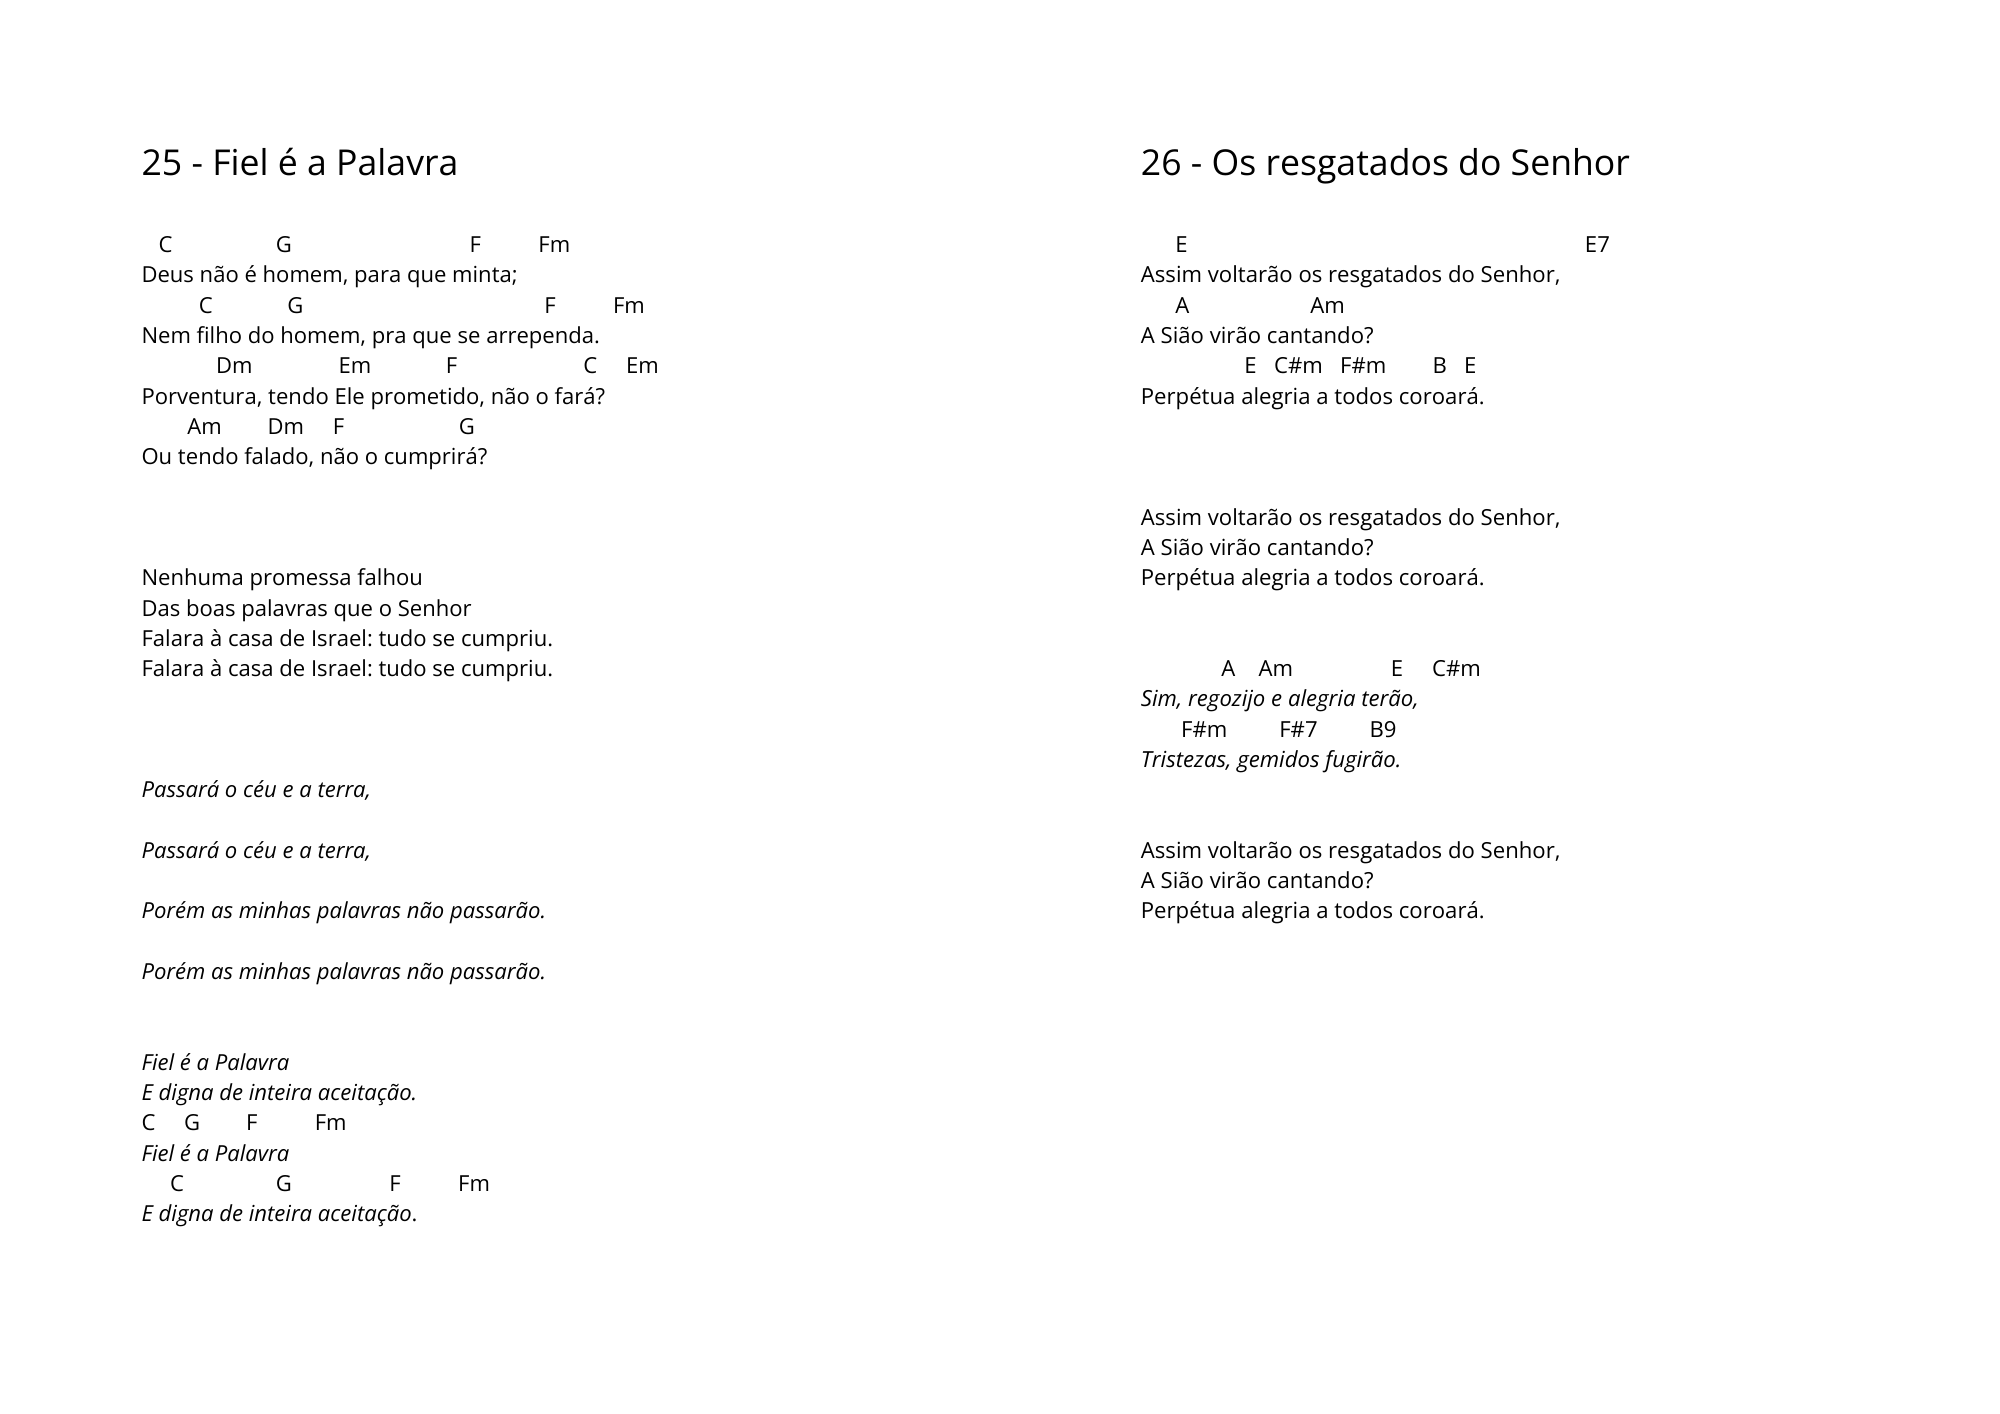 25 - Fiel é a Palavra
C G F Fm
Deus não é homem, para que minta;
C G F Fm
Nem filho do homem, pra que se arrependa.
Dm Em F C Em
Porventura, tendo Ele prometido, não o fará?
Am Dm F G
Ou tendo falado, não o cumprirá?
Nenhuma promessa falhou
Das boas palavras que o Senhor
Falara à casa de Israel: tudo se cumpriu.
Falara à casa de Israel: tudo se cumpriu.
Passará o céu e a terra,
Passará o céu e a terra,
Porém as minhas palavras não passarão.
Porém as minhas palavras não passarão.
Fiel é a Palavra
E digna de inteira aceitação.
C G F Fm
Fiel é a Palavra
C G F Fm
E digna de inteira aceitação.
26 - Os resgatados do Senhor
E E7
Assim voltarão os resgatados do Senhor,
A Am
A Sião virão cantando?
E C#m F#m B E
Perpétua alegria a todos coroará.
Assim voltarão os resgatados do Senhor,
A Sião virão cantando?
Perpétua alegria a todos coroará.
A Am E C#m
Sim, regozijo e alegria terão,
F#m F#7 B9
Tristezas, gemidos fugirão.
Assim voltarão os resgatados do Senhor,
A Sião virão cantando?
Perpétua alegria a todos coroará.